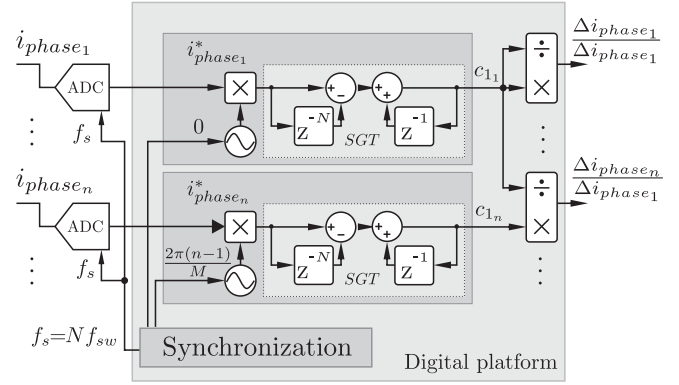 i_{phase_1}
ADC
f_s
i^*_{phase_1}
0
×
+ −
+ +
z^{-N}
SGT
z^{-1}
c_{1_1}
÷
×
Δi_{phase_1}
Δi_{phase_1}
i_{phase_n}
ADC
f_s
i^*_{phase_n}
2π(n−1)
M
×
+ −
+ +
z^{-N}
SGT
z^{-1}
c_{1_n}
÷
×
Δi_{phase_n}
Δi_{phase_1}
f_s=Nf_{sw}
Synchronization
Digital platform